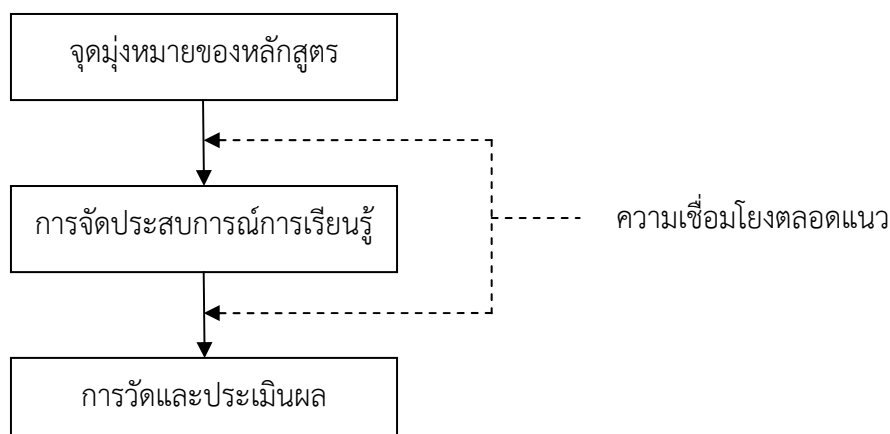 จุดมุ่งหมายของหลักสูตร
การจัดประสบการณ์การเรียนรู้
ความเชื่อมโยงตลอดแนว
การวัดและประเมินผล